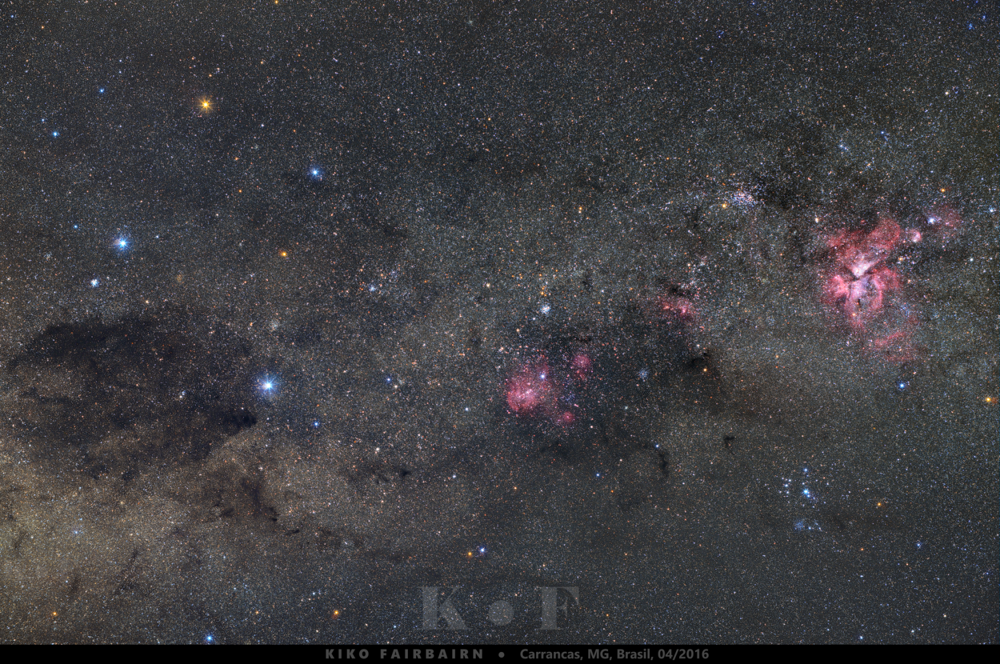 K•F
KIKO FAIRBAIRN • Carrancas, MG, Brasil, 04/2016